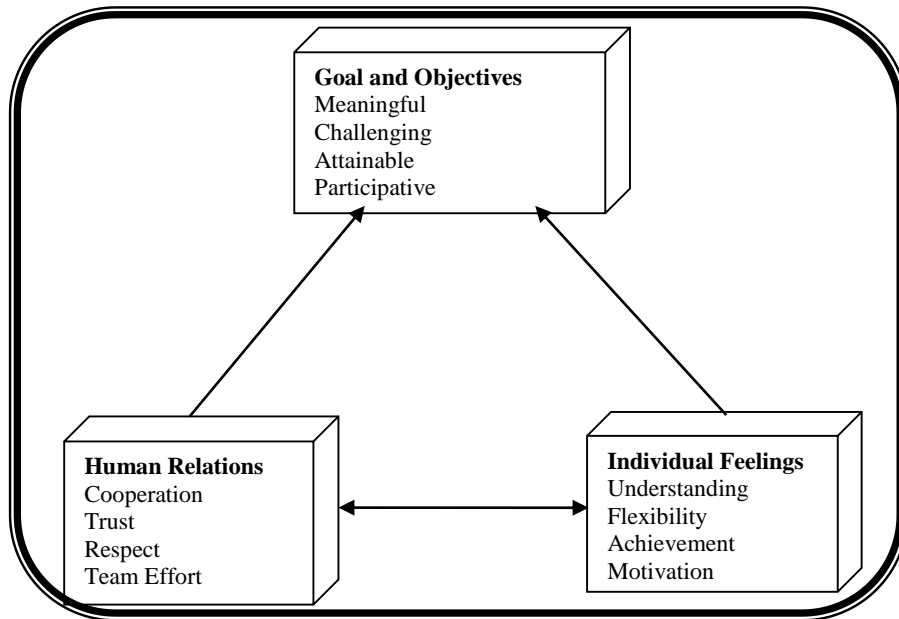 Goal and Objectives
Meaningful
Challenging
Attainable
Participative
Human Relations
Cooperation
Trust
Respect
Team Effort
Individual Feelings
Understanding
Flexibility
Achievement
Motivation